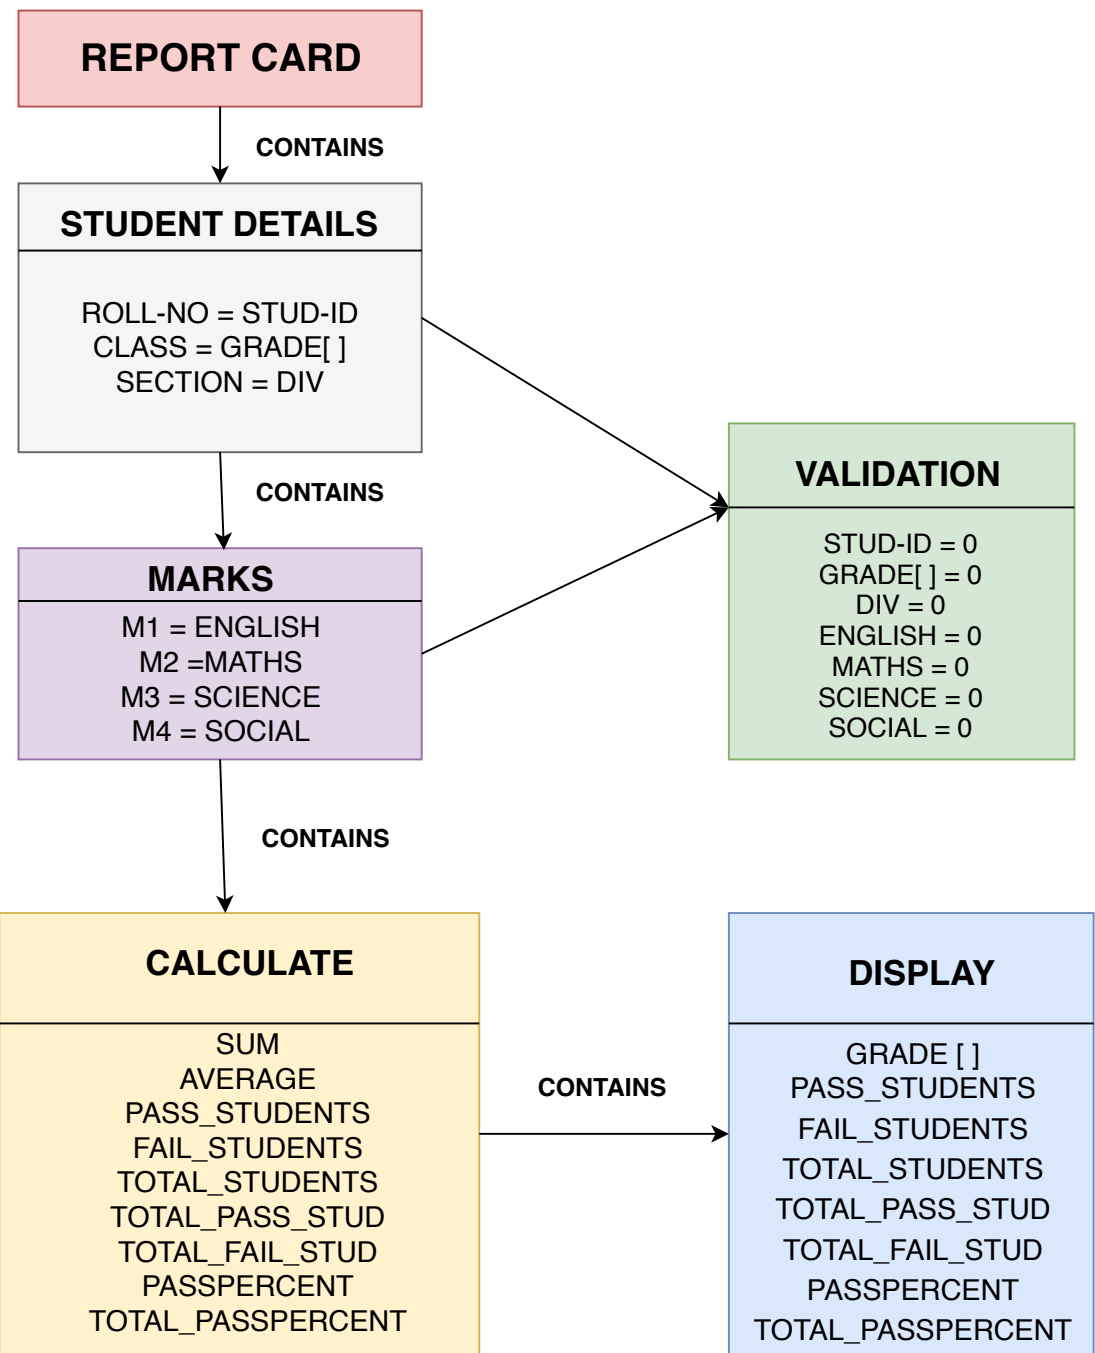 REPORT CARD
CONTAINS
STUDENT DETAILS
ROLL-NO = STUD-ID
CLASS = GRADE[ ]
SECTION = DIV
CONTAINS
VALIDATION
STUD-ID = 0
GRADE[ ] = 0
DIV = 0
ENGLISH = 0
MATHS = 0
SCIENCE = 0
SOCIAL = 0
MARKS
M1 = ENGLISH
M2 =MATHS
M3 = SCIENCE
M4 = SOCIAL
CONTAINS
CALCULATE
SUM
AVERAGE
PASS_STUDENTS
FAIL_STUDENTS
TOTAL_STUDENTS
TOTAL_PASS_STUD
TOTAL_FAIL_STUD
PASSPERCENT
TOTAL_PASSPERCENT
CONTAINS
DISPLAY
GRADE [ ]
PASS_STUDENTS
FAIL_STUDENTS
TOTAL_STUDENTS
TOTAL_PASS_STUD
TOTAL_FAIL_STUD
PASSPERCENT
TOTAL_PASSPERCENT